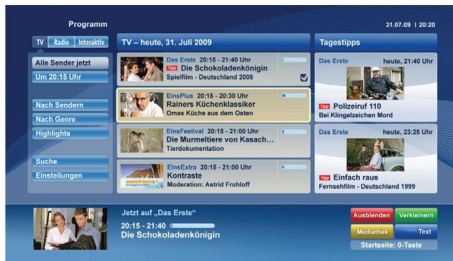 Programm
31.07.09 | 20:20
TV Radio Interaktiv
TV – heute, 31. Juli 2009
Tagestipps
Alle Sender jetzt
Um 20:15 Uhr
Nach Sendern
Nach Genre
Highlights
Suche
Einstellungen
Das Erste 20:15 - 21:40 Uhr
Tipp Die Schokoladenkönigin
Spielfilm - Deutschland 2005
EinsPlus 20:15 - 20:30 Uhr
Rainers Küchenklassiker
Omas Küche aus dem Osten
EinsFestival 20:15 - 21:00 Uhr
Die Murmeltiere von Kasach...
Tierdokumentation
EinsExtra 20:15 - 21:00 Uhr
Kontraste
Moderation: Astrid Frohloff
Das Erste heute, 21:40 Uhr
Tipp Polizeiruf 110
Bei Klingelzeichen Mord
Das Erste heute, 23:25 Uhr
Tipp Einfach raus
Fernsehfilm - Deutschland 1999
Jetzt auf „Das Erste“
20:15 - 21:40
Die Schokoladenkönigin
Ausblenden Verkleinern
Mediathek Text
Startseite: 0-Taste